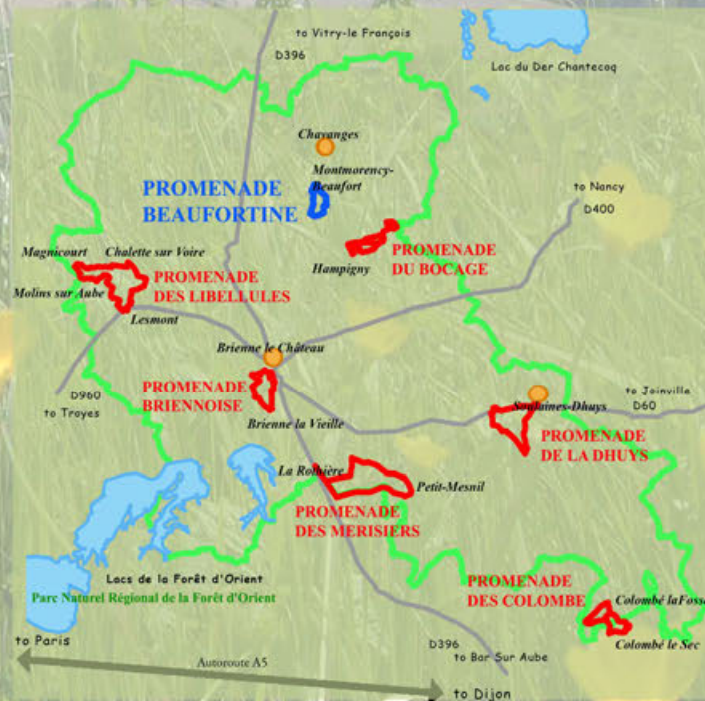 to Vitry-le François
D396
Lac du Der Chantecoq
Chavanges
Montmorency-
Beaufort
PROMENADE
BEAUFORTINE
to Nancy
D400
Magnicourt
Chalette sur Voire
PROMENADE
DU BOCAGE
Hampigny
PROMENADE
DES LIBELLULES
Molins sur Aube
Lesmont
Brienne le Château
D960
to Troyes
PROMENADE
BRIENNOISE
Brienne la Vieille
to Joinville
D60
Soulaines-Dhuys
PROMENADE
DE LA DHUYS
La Rothière
Petit-Mesnil
PROMENADE
DES MERISIERS
Lacs de la Forêt d'Orient
Parc Naturel Régional de la Forêt d'Orient
PROMENADE
DES COLOMBE
Colombé laFosse
Colombé le Sec
to Paris
Autoroute A5
D396
to Bar Sur Aube
to Dijon